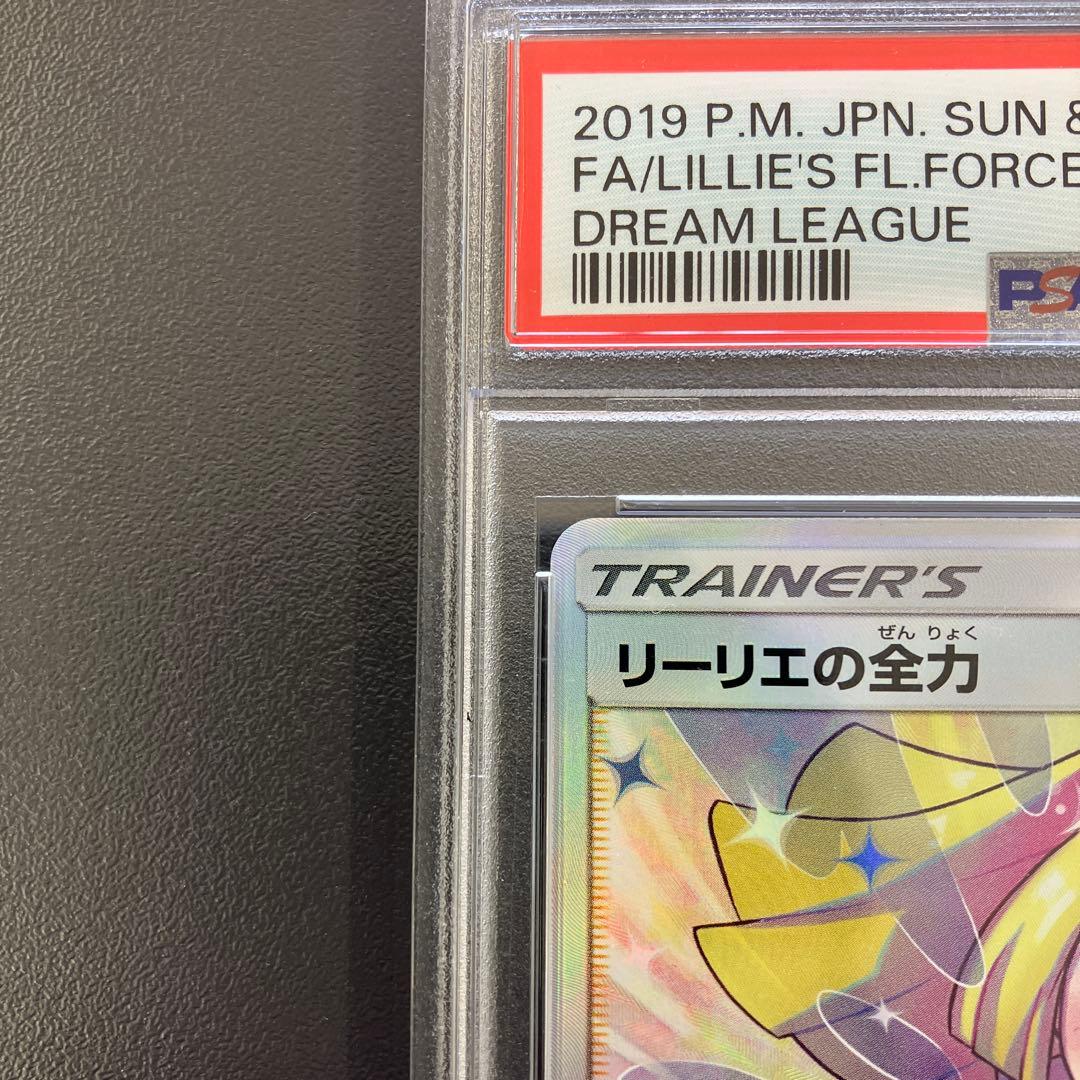 2019 P.M. JPN. SUN &
FA/LILLIE'S FL.FORCE
DREAM LEAGUE
PSA
TRAINER'S
ぜん りょく
リーリエの全力